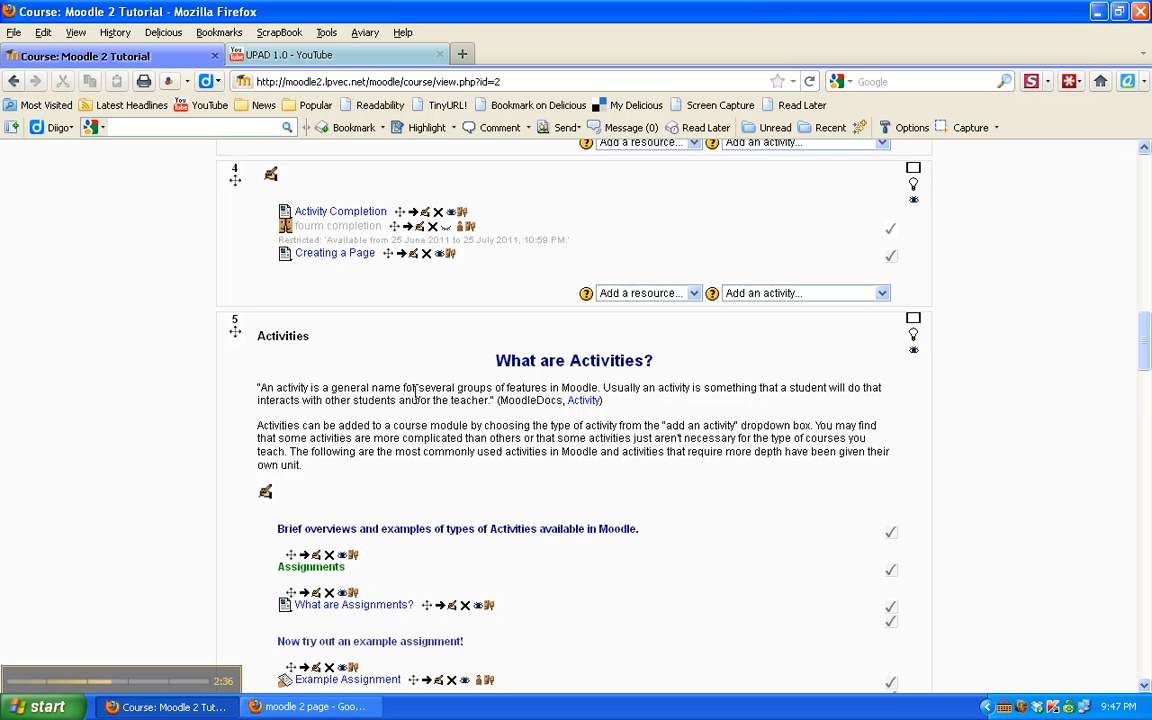 Course: Moodle 2 Tutorial - Mozilla Firefox
File Edit View History Delicious Bookmarks ScrapBook Tools Aviary Help
Course: Moodle 2 Tutorial × UPAD 1.0 - YouTube ×
http://moodle2.lpvec.net/moodle/course/view.php?id=2 Google
Most Visited Latest Headlines YouTube News Popular Readability TinyURL! Bookmark on Delicious My Delicious Screen Capture Read Later
Diigo Bookmark Highlight Comment Send Message (0) Read Later Unread Recent Options Capture
Add a resource... Add an activity...
4
Activity Completion
fourm completion
Restricted: 'Available from 25 June 2011 to 25 July 2011, 10:59 PM.'
Creating a Page
Add a resource... Add an activity...
5
Activities
What are Activities?
"An activity is a general name for several groups of features in Moodle. Usually an activity is something that a student will do that
interacts with other students and/or the teacher." (MoodleDocs, Activity)
Activities can be added to a course module by choosing the type of activity from the "add an activity" dropdown box. You may find
that some activities are more complicated than others or that some activities just aren't necessary for the type of courses you
teach. The following are the most commonly used activities in Moodle and activities that require more depth have been given their
own unit.
Brief overviews and examples of types of Activities available in Moodle.
Assignments
What are Assignments?
Now try out an example assignment!
Example Assignment
2:36
start Course: Moodle 2 Tut... moodle 2 page - Goo... 9:47 PM